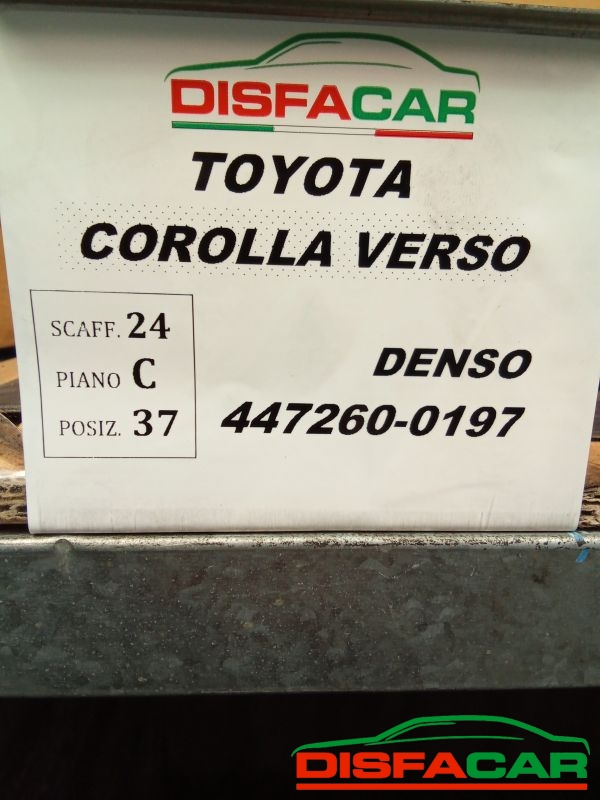 DISFACAR
TOYOTA
COROLLA VERSO
SCAFF. 24
PIANO C
POSIZ. 37
DENSO
447260-0197
DISFACAR